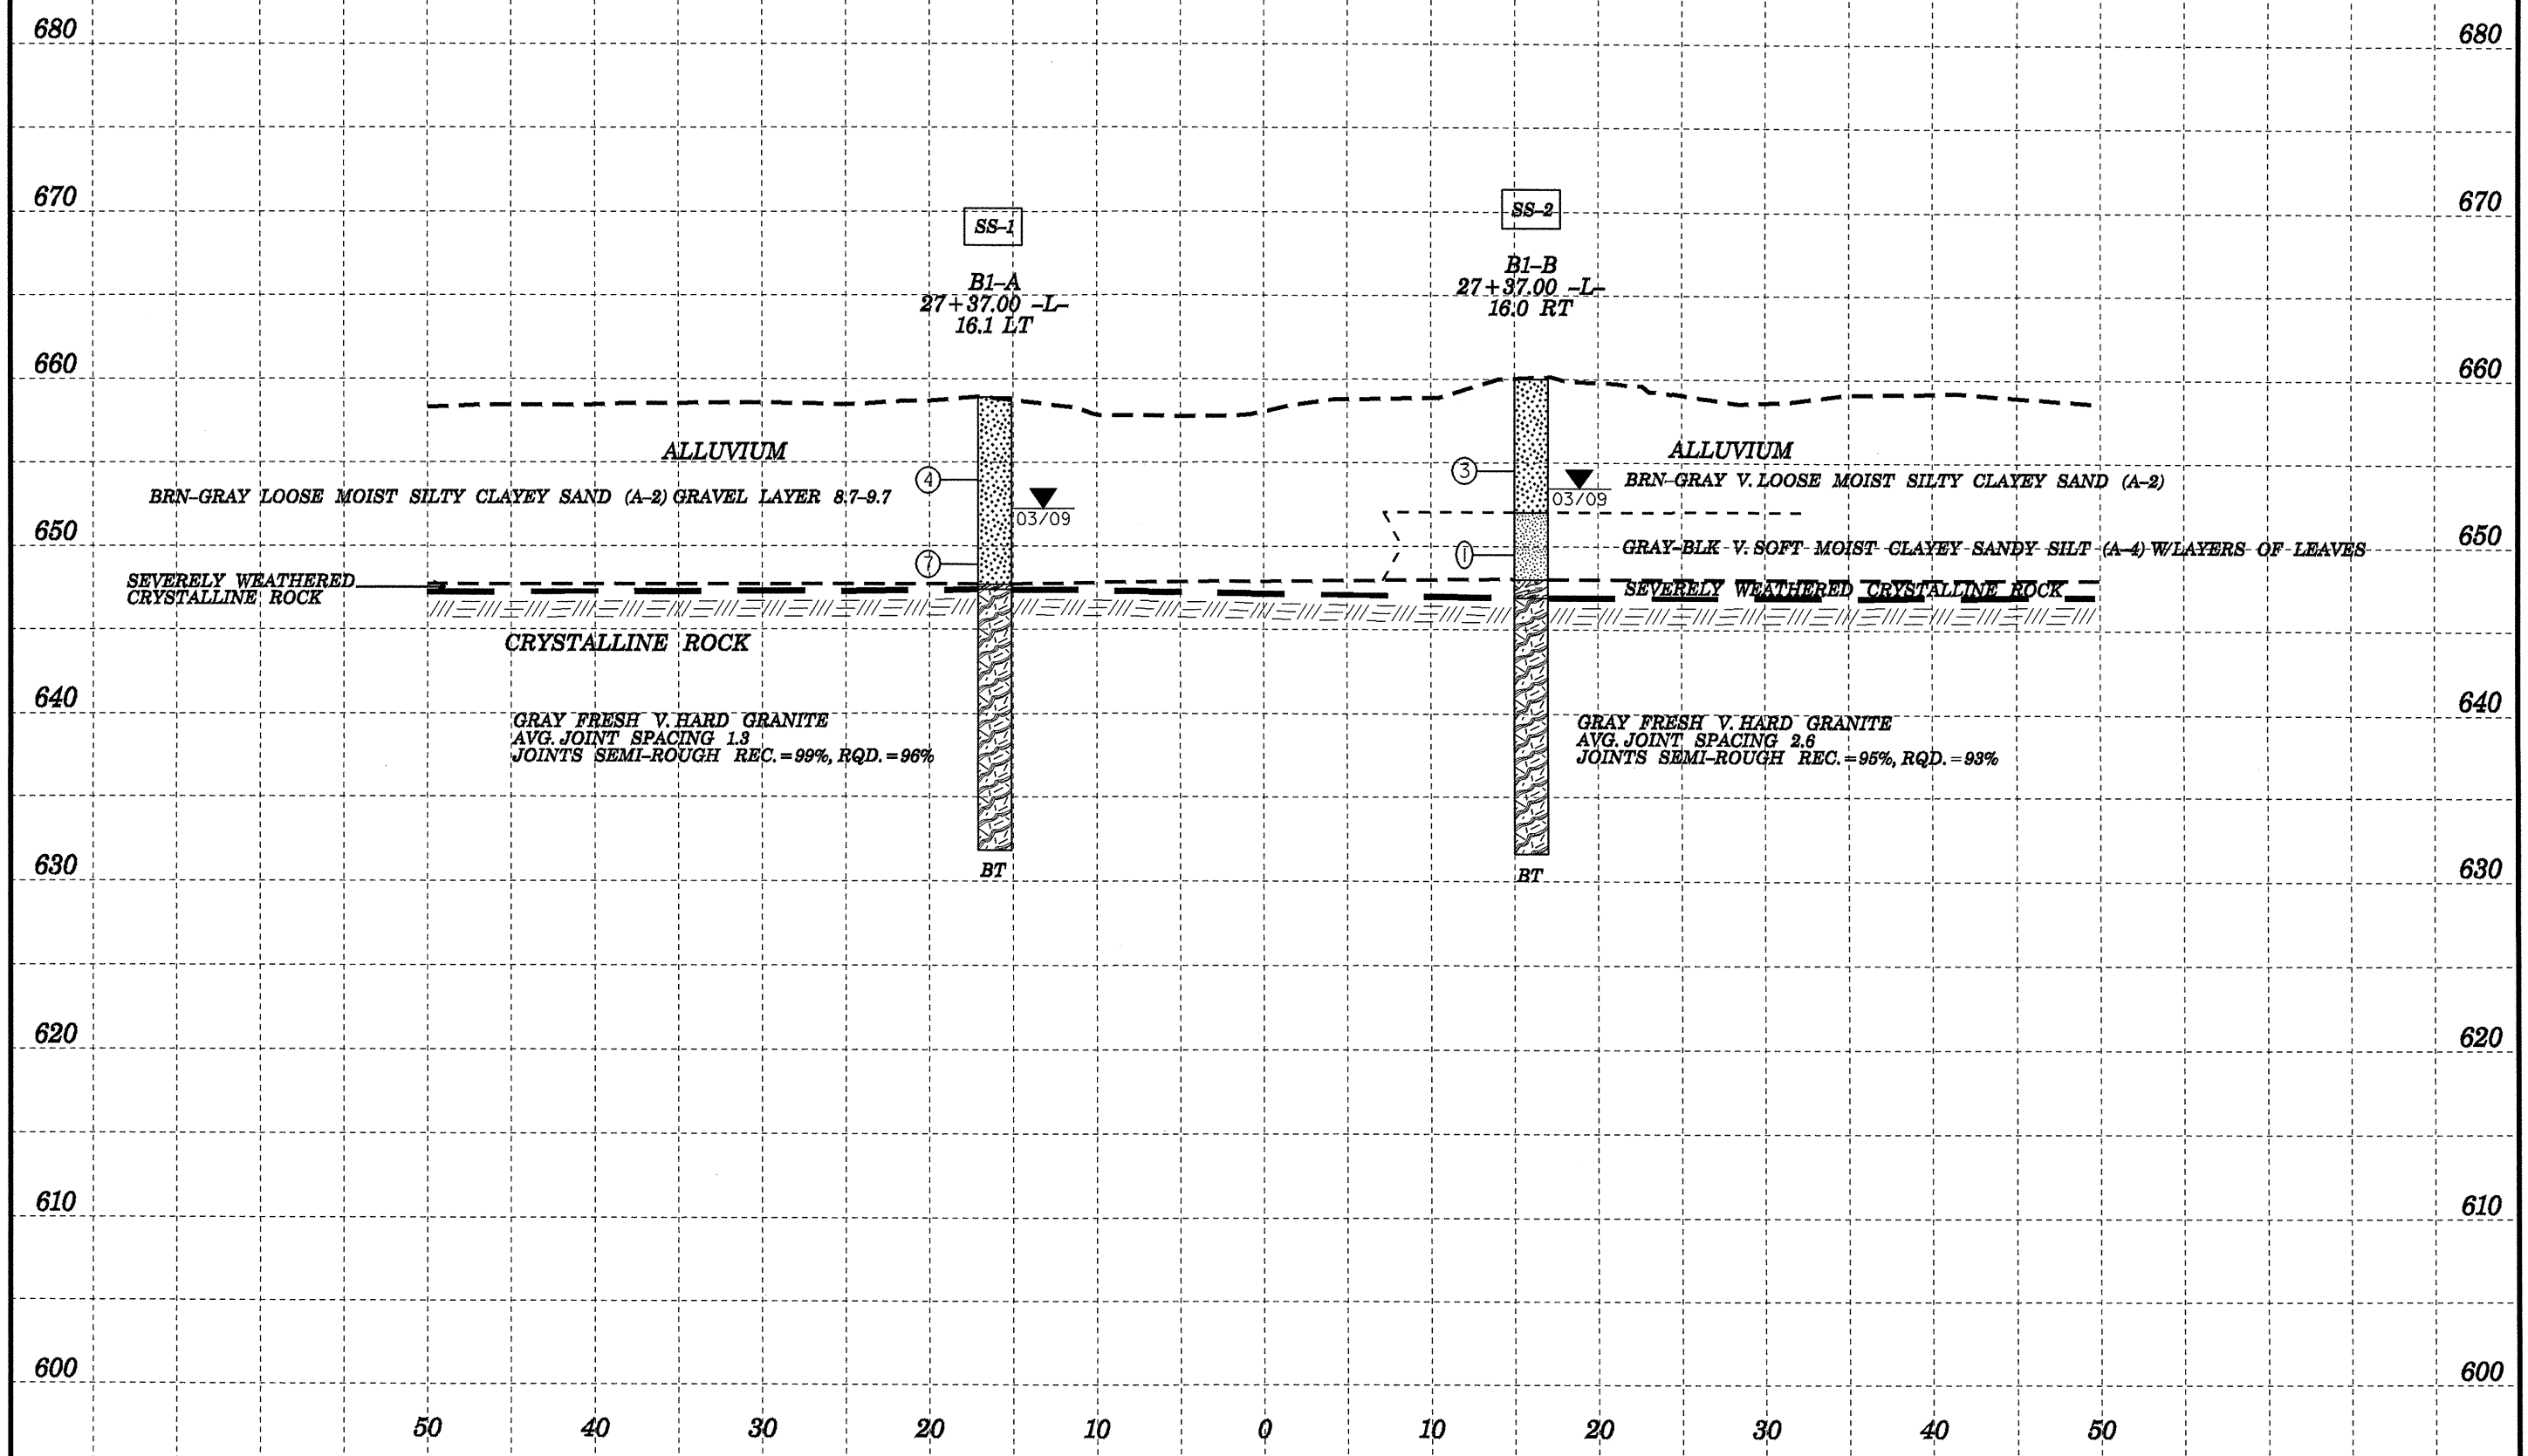 680
680
670
670
SS-1
SS-2
B1-A
27+37.00 -L-
16.1 LT
B1-B
27+37.00 -L-
16.0 RT
660
660
ALLUVIUM
ALLUVIUM
4
3
BRN-GRAY LOOSE MOIST SILTY CLAYEY SAND (A-2) GRAVEL LAYER 8.7-9.7
BRN-GRAY V. LOOSE MOIST SILTY CLAYEY SAND (A-2)
03/09
03/09
650
650
7
1
GRAY-BLK V. SOFT MOIST CLAYEY SANDY SILT (A-4) W/LAYERS OF LEAVES
SEVERELY WEATHERED
CRYSTALLINE ROCK
SEVERELY WEATHERED CRYSTALLINE ROCK
CRYSTALLINE ROCK
640
640
GRAY FRESH V. HARD GRANITE
AVG. JOINT SPACING 1.3
JOINTS SEMI-ROUGH REC.=99%, RQD.=96%
GRAY FRESH V. HARD GRANITE
AVG. JOINT SPACING 2.6
JOINTS SEMI-ROUGH REC.=95%, RQD.=93%
630
630
BT
BT
620
620
610
610
600
600
50 40 30 20 10 0 10 20 30 40 50